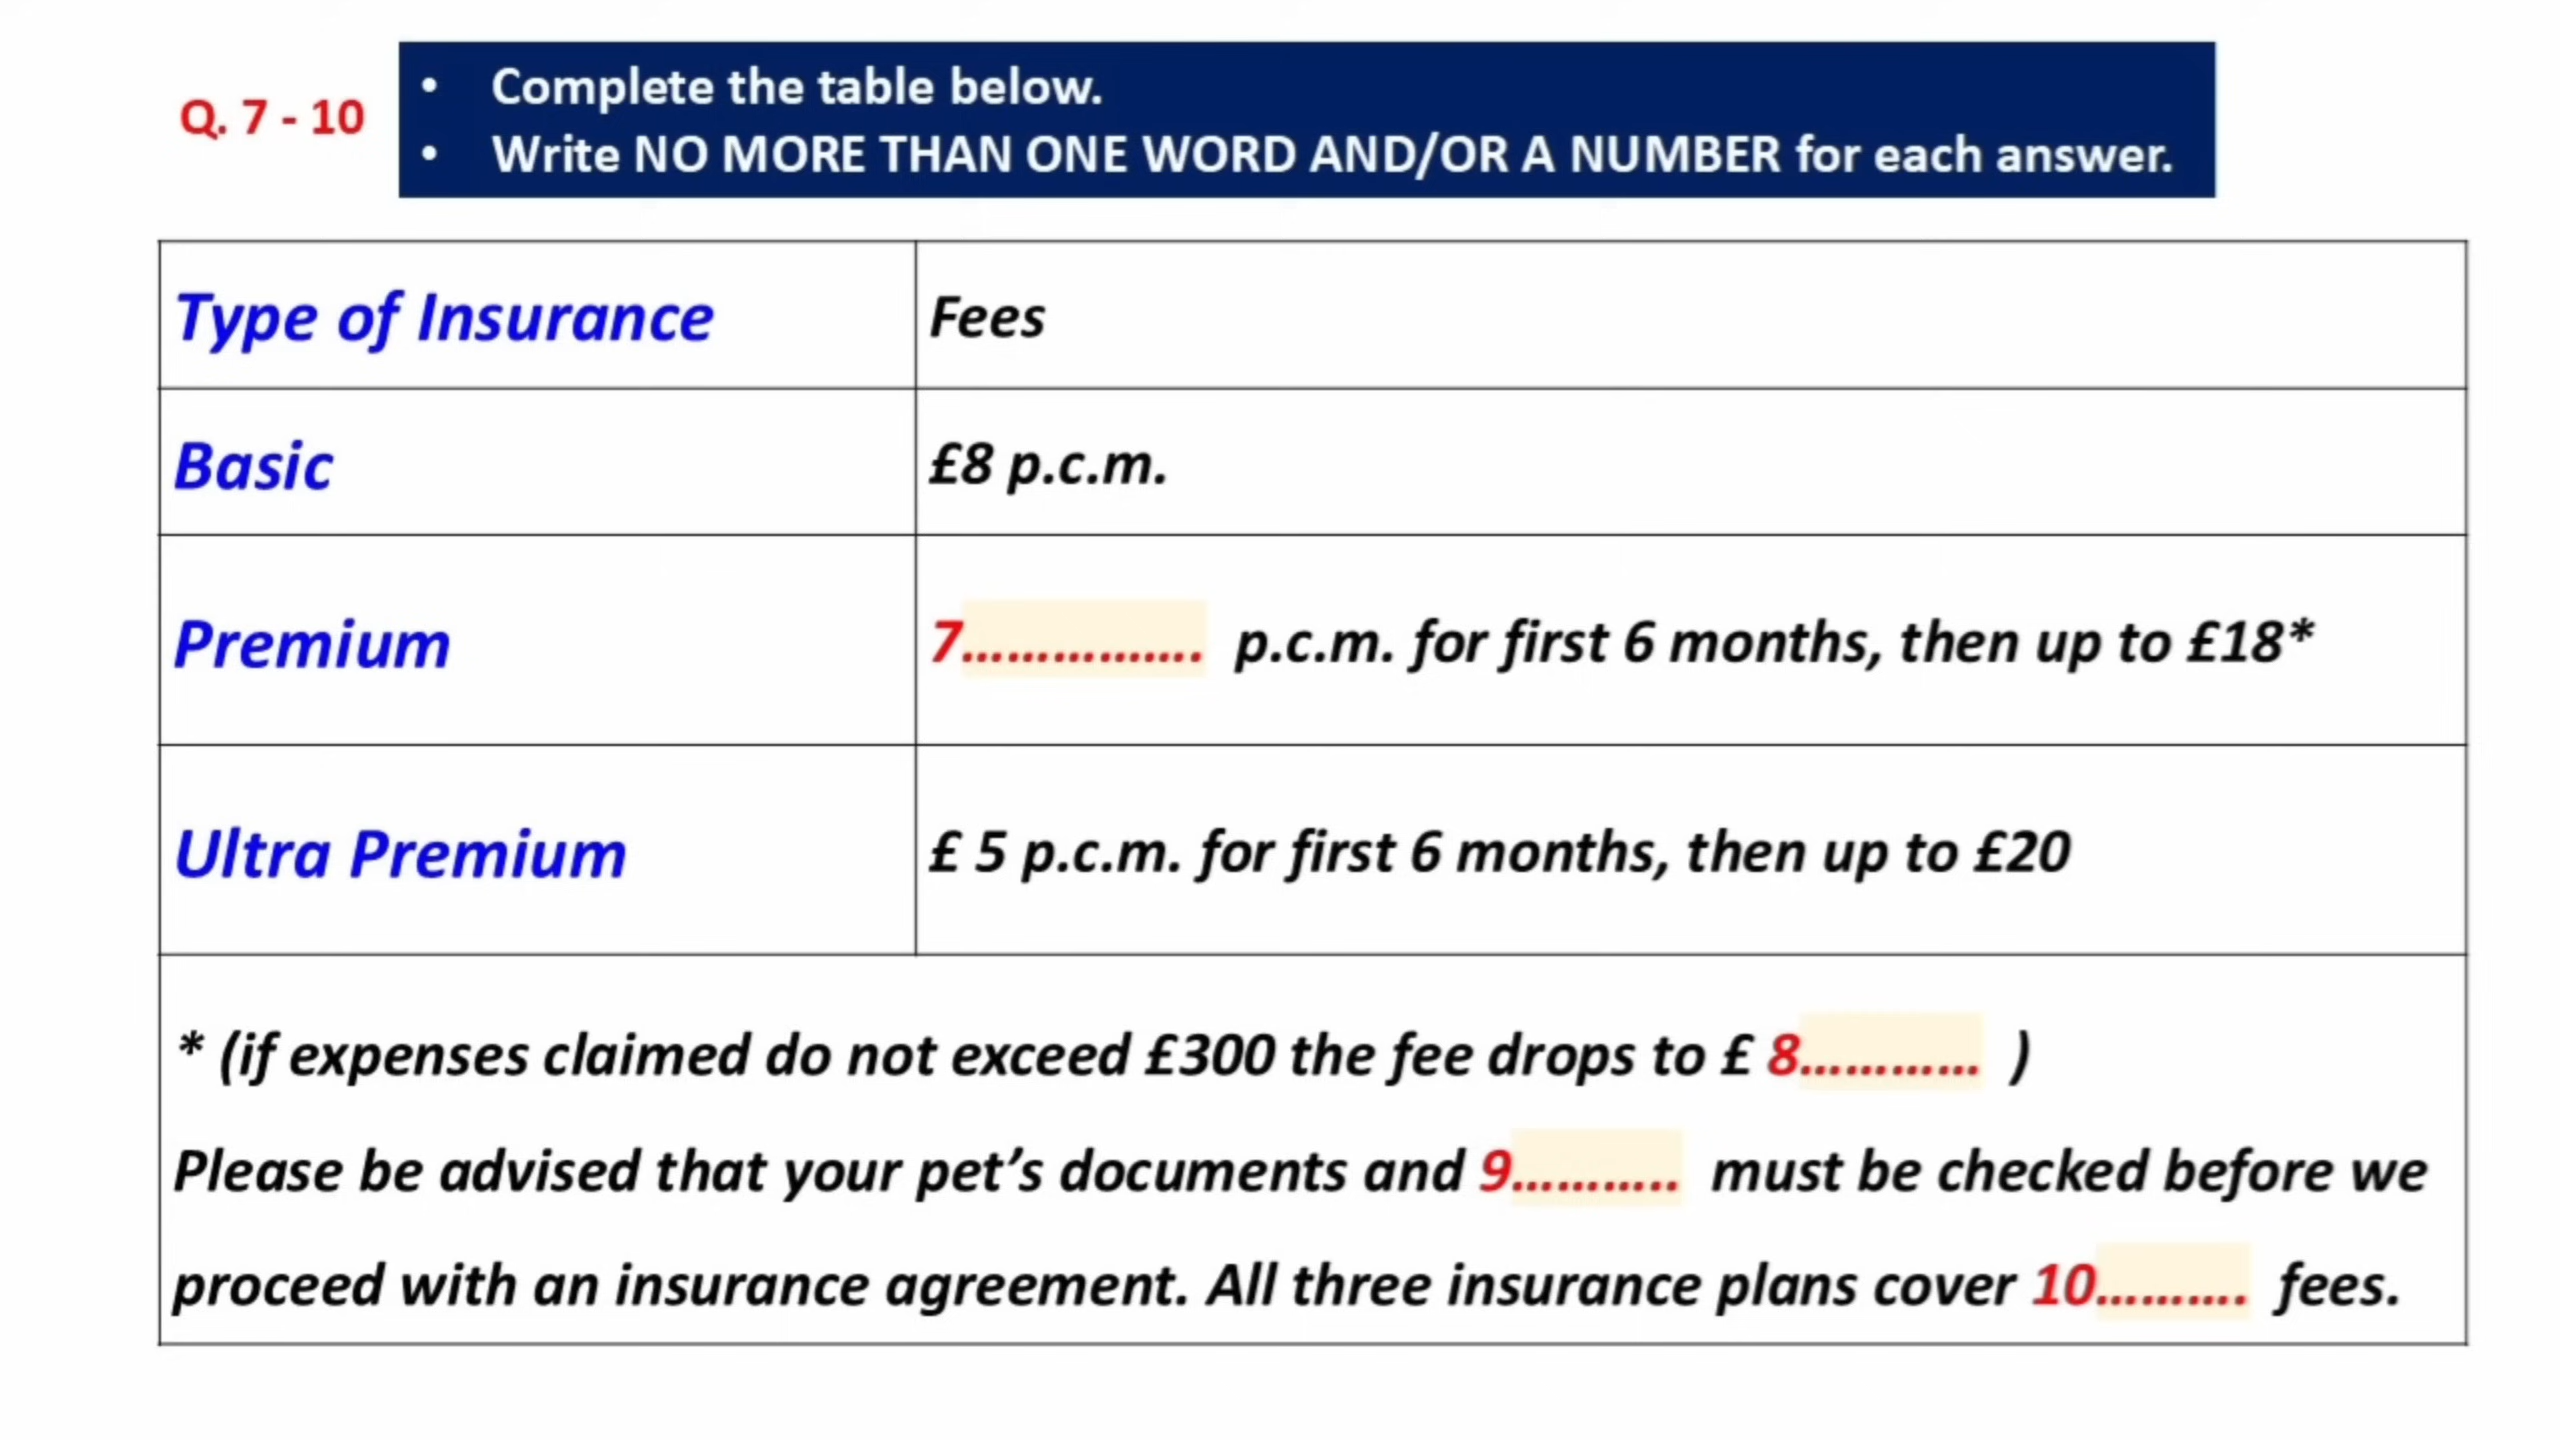 Q. 7 - 10
• Complete the table below.
• Write NO MORE THAN ONE WORD AND/OR A NUMBER for each answer.
Type of Insurance
Fees
Basic
£8 p.c.m.
Premium
7................ p.c.m. for first 6 months, then up to £18*
Ultra Premium
£ 5 p.c.m. for first 6 months, then up to £20
* (if expenses claimed do not exceed £300 the fee drops to £ 8............ )
Please be advised that your pet’s documents and 9........... must be checked before we
proceed with an insurance agreement. All three insurance plans cover 10.......... fees.